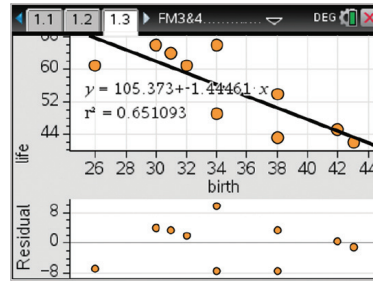 1.1 1.2 1.3 FM3&4............. DEG
68
60
y = 105.373+-1.44461· x
52
r² = 0.651093
44
life
26 28 30 32 34 36 38 40 42 44
birth
8
0
-8
Residual